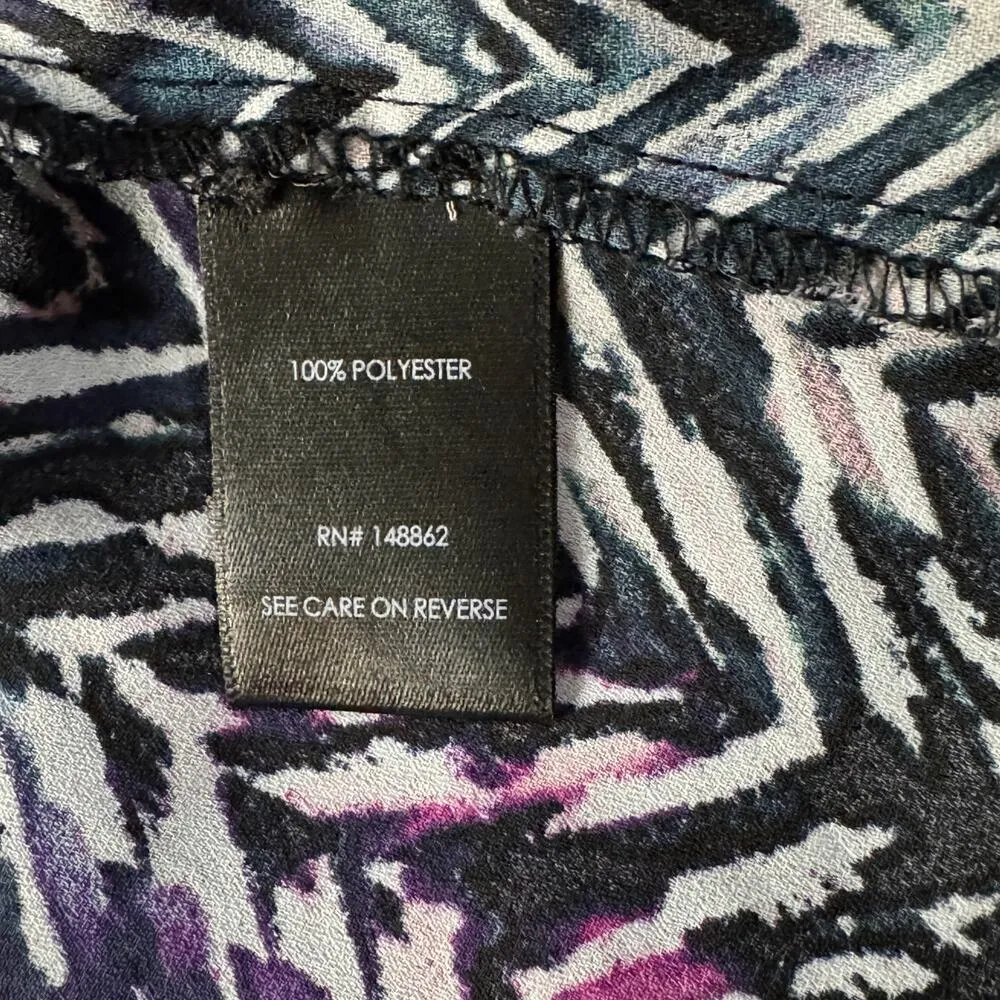 100% POLYESTER
RN# 148862
SEE CARE ON REVERSE